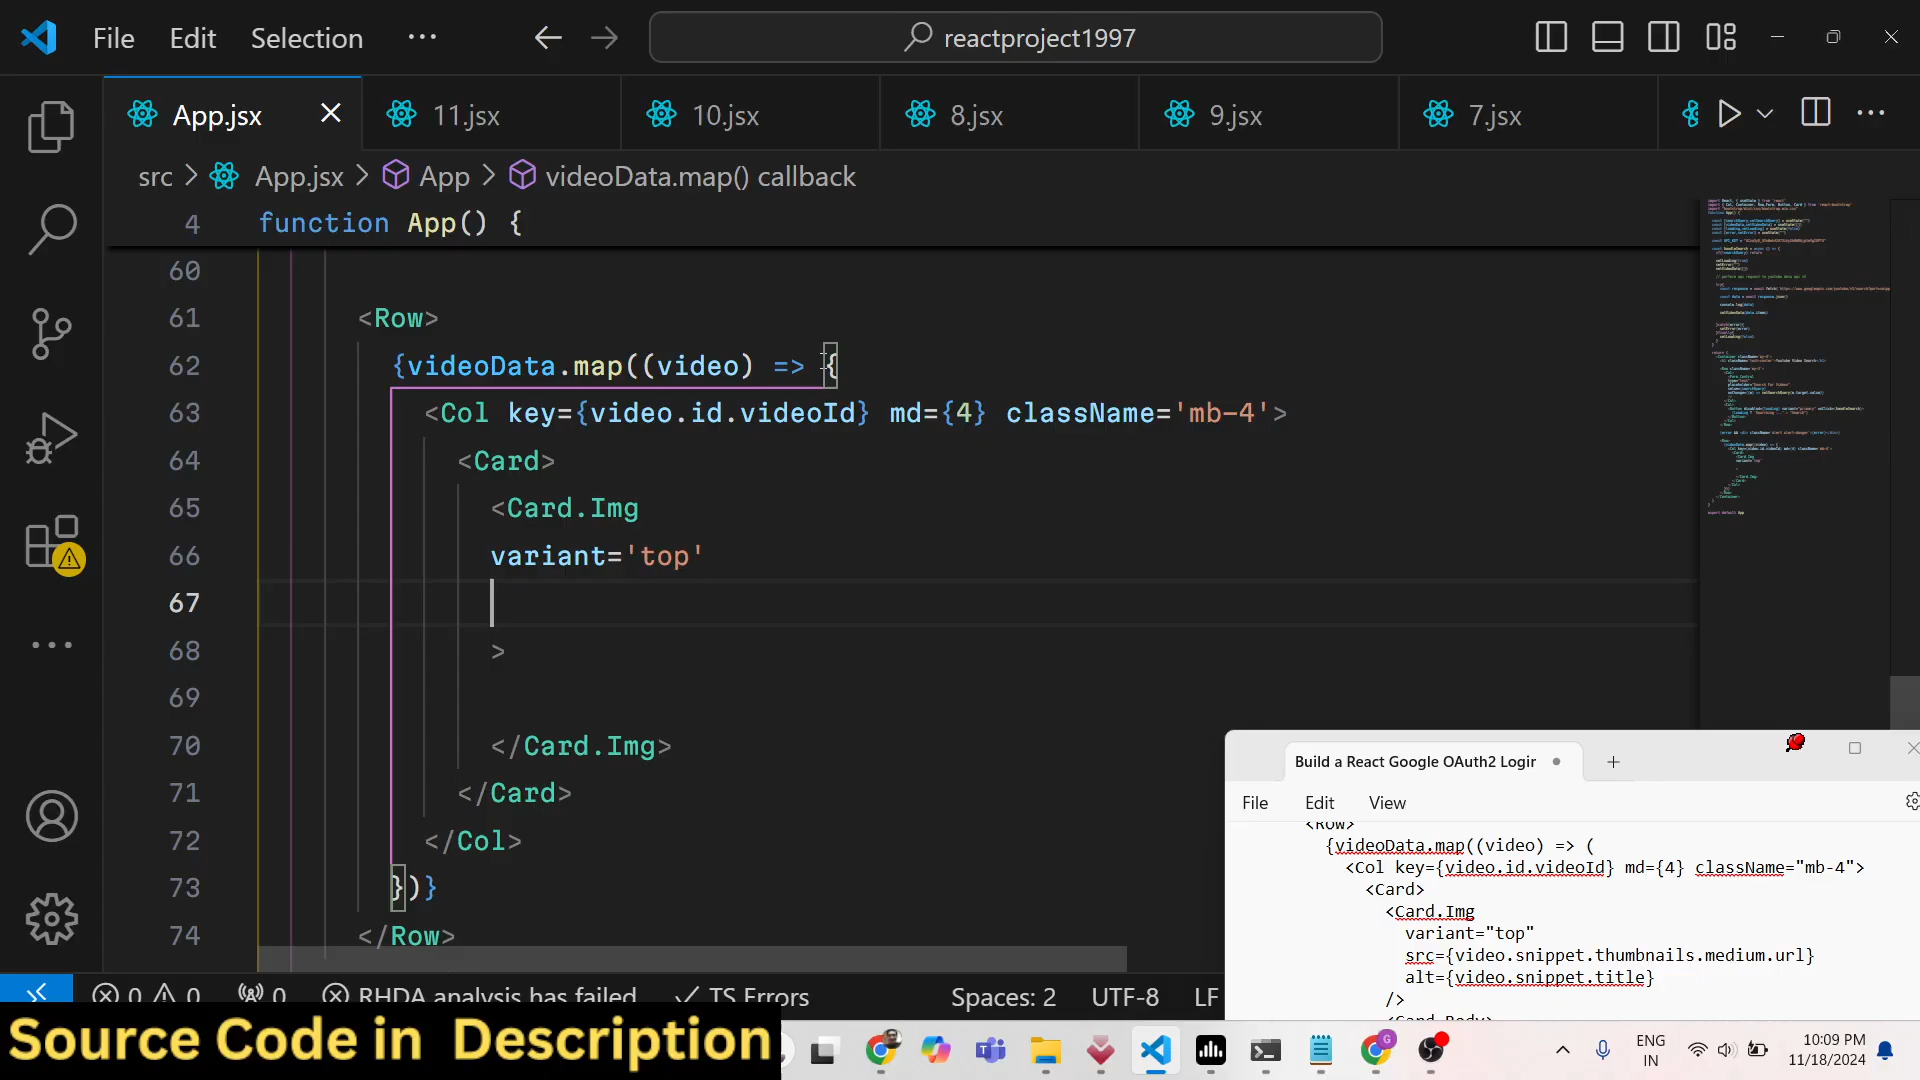 File Edit Selection ··· reactproject1997
App.jsx 11.jsx 10.jsx 8.jsx 9.jsx 7.jsx
src > App.jsx > App > videoData.map() callback
4 function App() {
60
61 <Row>
62 {videoData.map((video) => {
63 <Col key={video.id.videoId} md={4} className='mb-4'>
64 <Card>
65 <Card.Img
66 variant='top'
67
68 >
69
70 </Card.Img>
71 </Card>
72 </Col>
73 })}
74 </Row>
Build a React Google OAuth2 Login
File Edit View
<Row>
{videoData.map((video) => (
<Col key={video.id.videoId} md={4} className="mb-4">
<Card>
<Card.Img
variant="top"
src={video.snippet.thumbnails.medium.url}
alt={video.snippet.title}
/>
<Card.Body>
0 0 0 RHDA analysis has failed TS Errors Spaces: 2 UTF-8 LF
Source Code in Description
ENG
IN
10:09 PM
11/18/2024